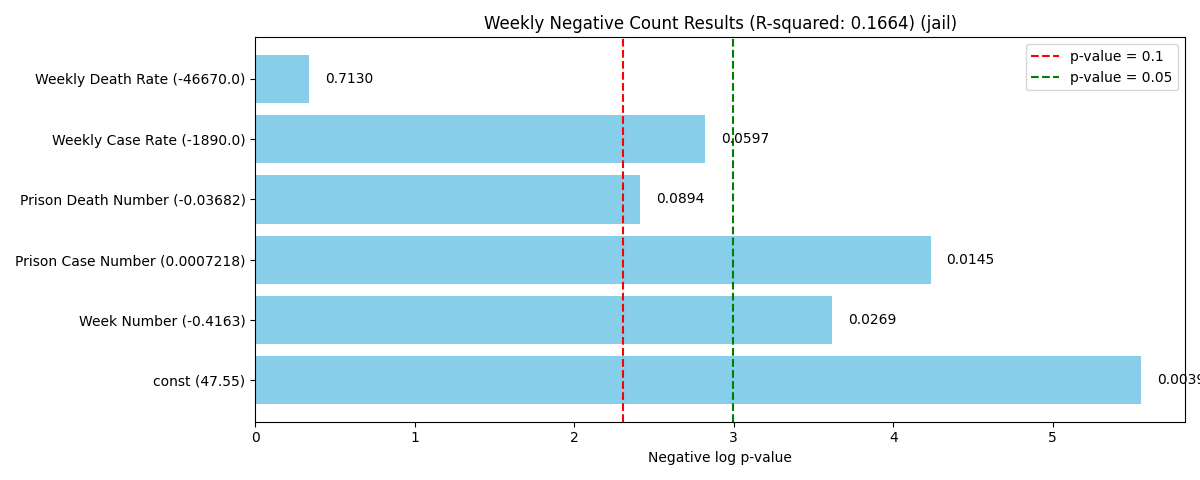 Weekly Negative Count Results (R-squared: 0.1664) (jail)
p-value = 0.1
p-value = 0.05
Weekly Death Rate (-46670.0)
0.7130
Weekly Case Rate (-1890.0)
0.0597
Prison Death Number (-0.03682)
0.0894
Prison Case Number (0.0007218)
0.0145
Week Number (-0.4163)
0.0269
const (47.55)
0.0039
0 1 2 3 4 5
Negative log p-value